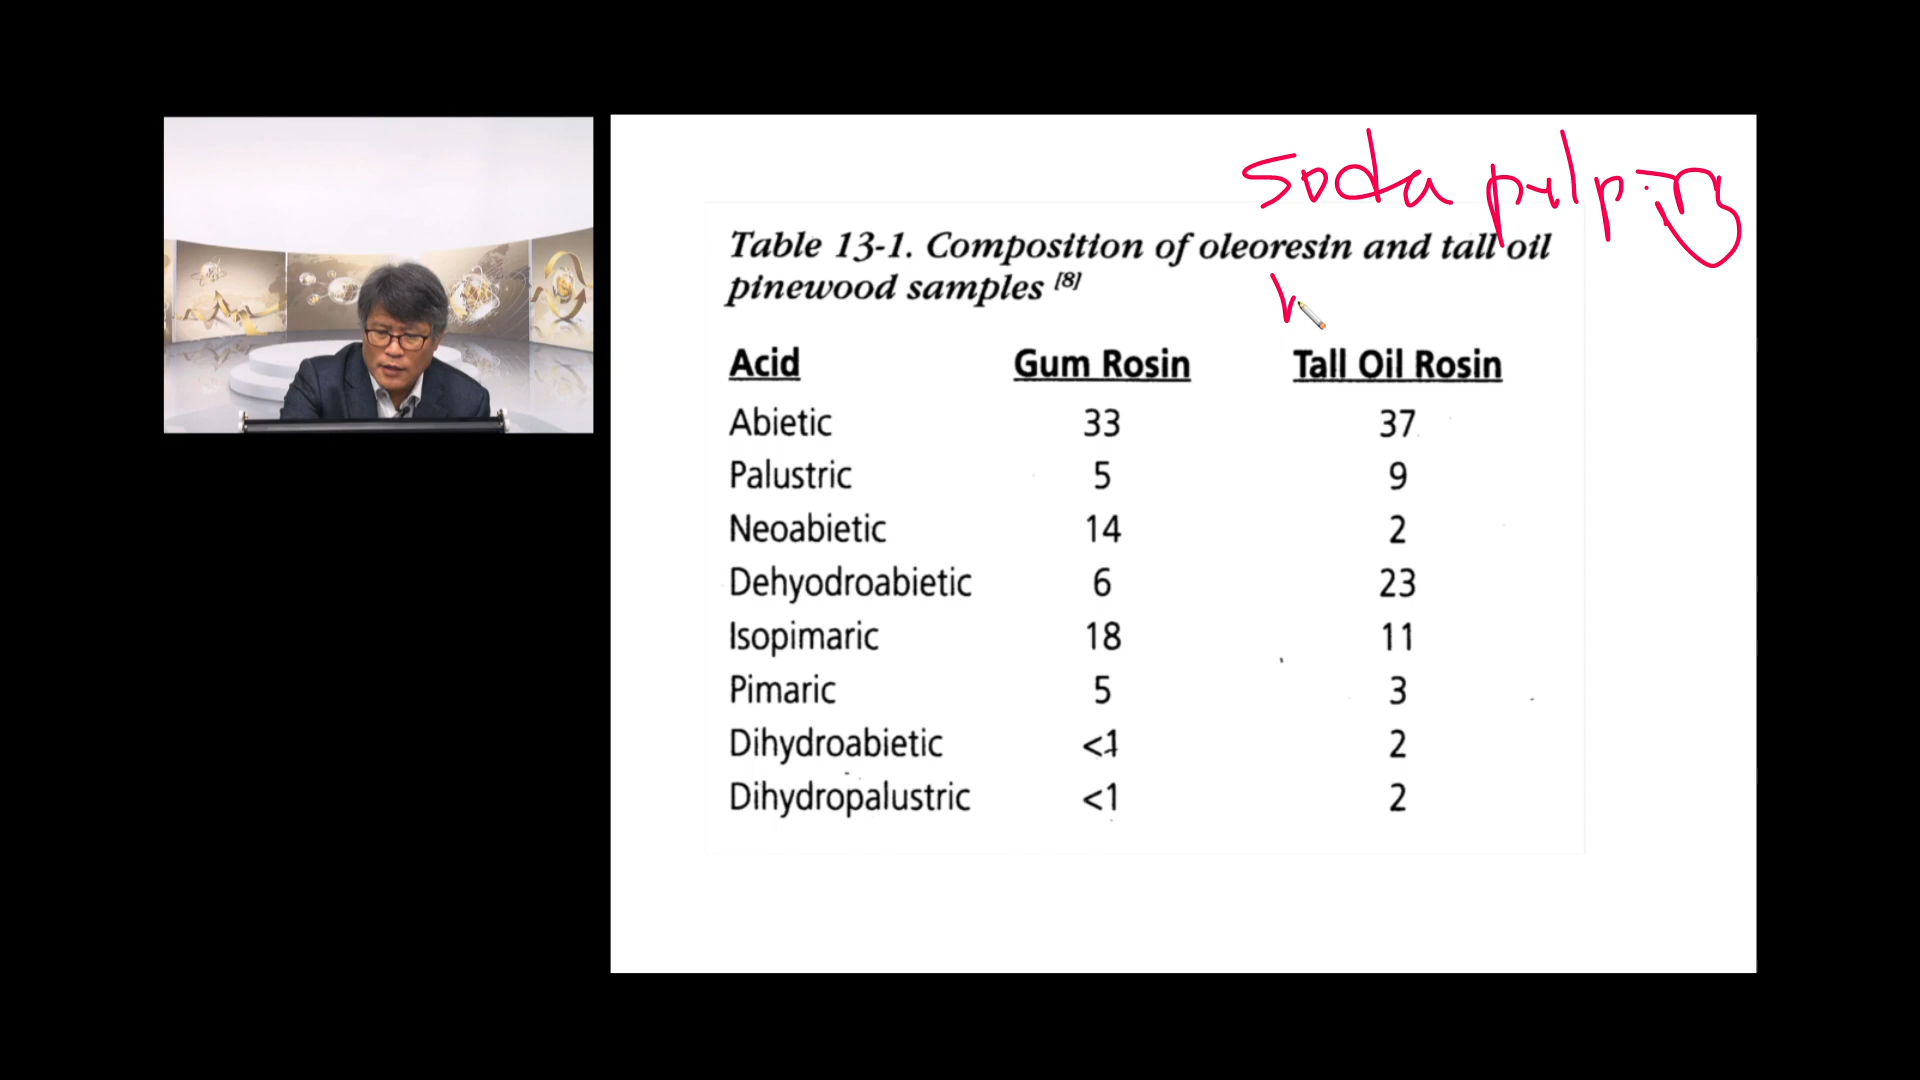 soda pulping
Table 13-1. Composition of oleoresin and tall oil
pinewood samples [8]
Acid Gum Rosin Tall Oil Rosin
Abietic 33 37
Palustric 5 9
Neoabietic 14 2
Dehyodroabietic 6 23
Isopimaric 18 11
Pimaric 5 3
Dihydroabietic <1 2
Dihydropalustric <1 2